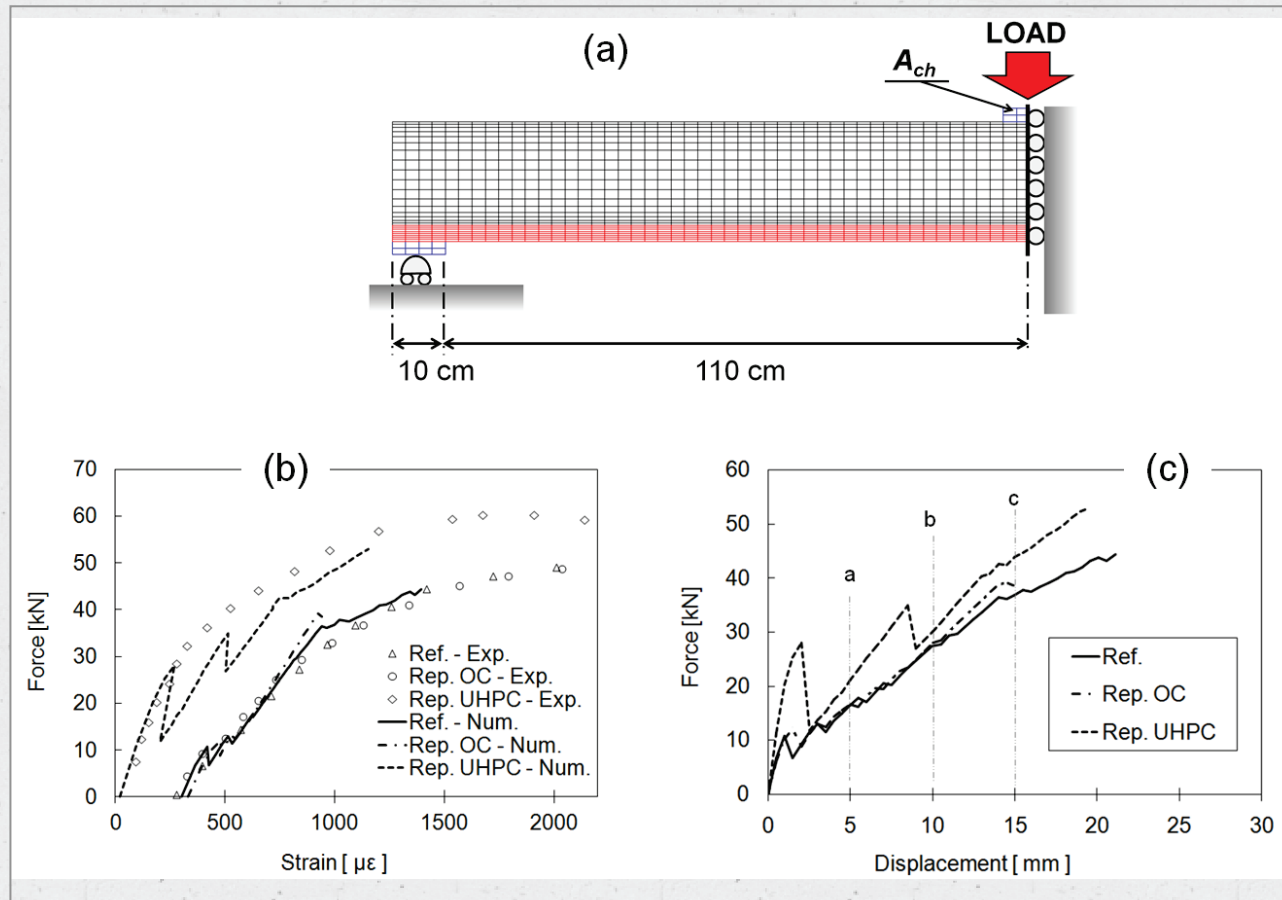 (a)
LOAD
A_ch
10 cm
110 cm
(b)
70
60
50
40
30
20
10
0
Force [kN]
Ref. - Exp.
Rep. OC - Exp.
Rep. UHPC - Exp.
Ref. - Num.
Rep. OC - Num.
Rep. UHPC - Num.
0 500 1000 1500 2000
Strain [ µε ]
(c)
60
50
40
30
20
10
0
Force [kN]
a
b
c
Ref.
Rep. OC
Rep. UHPC
0 5 10 15 20 25 30
Displacement [ mm ]